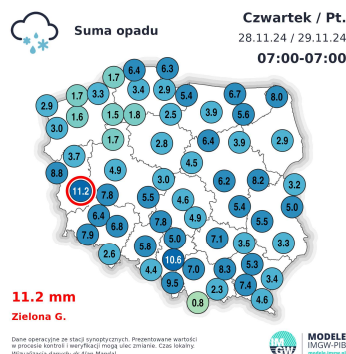 Suma opadu
Czwartek / Pt.
28.11.24 / 29.11.24
07:00-07:00
1.7 6.4 6.3
2.9 1.7 3.3 3.4 2.9 5.4 6.7 8.0
3.0 1.6 1.5 1.8 2.5 3.9 5.6
1.7 2.8 6.4 3.9 2.9
3.7 4.5
8.8 4.9 3.0 6.2 8.2 3.2
11.2 7.8 5.5 4.6 5.4 5.5 5.0
6.4 6.8 7.8 4.9
7.9 5.0 7.1 3.5 3.3
2.6 5.8 10.6
4.4 7.0 8.3 5.3 3.4
9.5 2.3 7.4
0.8 4.6
11.2 mm
Zielona G.
Dane operacyjne ze stacji synoptycznych. Prezentowane wartości
w procesie kontroli i weryfikacji mogą ulec zmianie. Czas lokalny.
IMGW
MODELE
IMGW-PIB